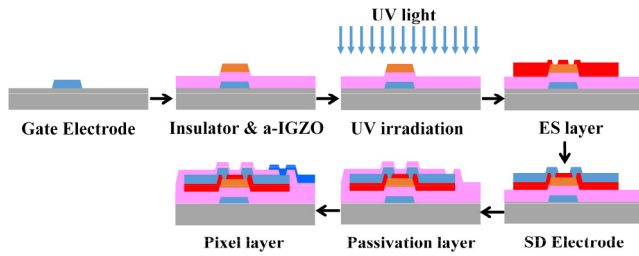 UV light
Gate Electrode
Insulator & a-IGZO
UV irradiation
ES layer
Pixel layer
Passivation layer
SD Electrode